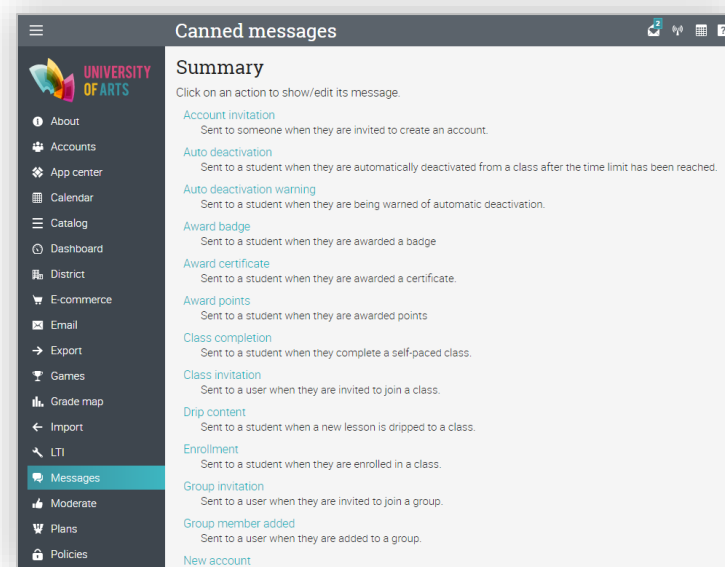 Canned messages
2
?
UNIVERSITY
OF ARTS
About
Accounts
App center
Calendar
Catalog
Dashboard
District
E-commerce
Email
Export
Games
Grade map
Import
LTI
Messages
Moderate
Plans
Policies
Summary
Click on an action to show/edit its message.
Account invitation
Sent to someone when they are invited to create an account.
Auto deactivation
Sent to a student when they are automatically deactivated from a class after the time limit has been reached.
Auto deactivation warning
Sent to a student when they are being warned of automatic deactivation.
Award badge
Sent to a student when they are awarded a badge
Award certificate
Sent to a student when they are awarded a certificate.
Award points
Sent to a student when they are awarded points
Class completion
Sent to a student when they complete a self-paced class.
Class invitation
Sent to a user when they are invited to join a class.
Drip content
Sent to a student when a new lesson is dripped to a class.
Enrollment
Sent to a student when they are enrolled in a class.
Group invitation
Sent to a user when they are invited to join a group.
Group member added
Sent to a user when they are added to a group.
New account